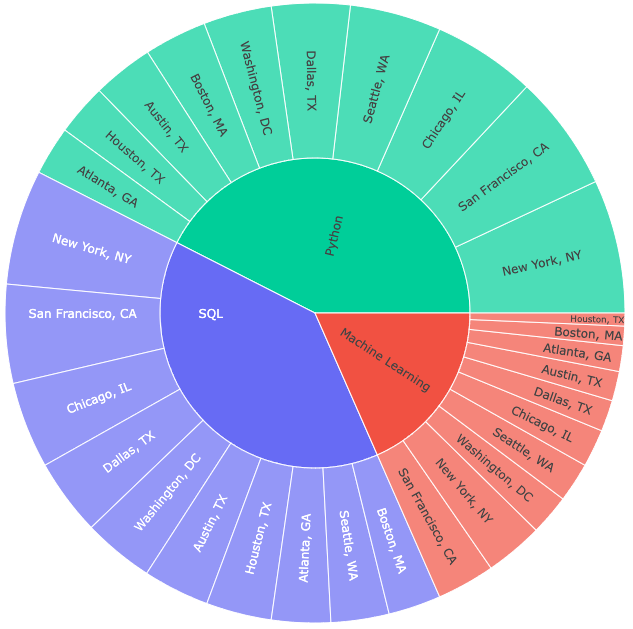 Python
New York, NY
San Francisco, CA
Chicago, IL
Seattle, WA
Dallas, TX
Washington, DC
Boston, MA
Austin, TX
Houston, TX
Atlanta, GA
SQL
New York, NY
San Francisco, CA
Chicago, IL
Dallas, TX
Washington, DC
Austin, TX
Houston, TX
Atlanta, GA
Seattle, WA
Boston, MA
Machine Learning
San Francisco, CA
New York, NY
Washington, DC
Seattle, WA
Chicago, IL
Dallas, TX
Austin, TX
Atlanta, GA
Boston, MA
Houston, TX